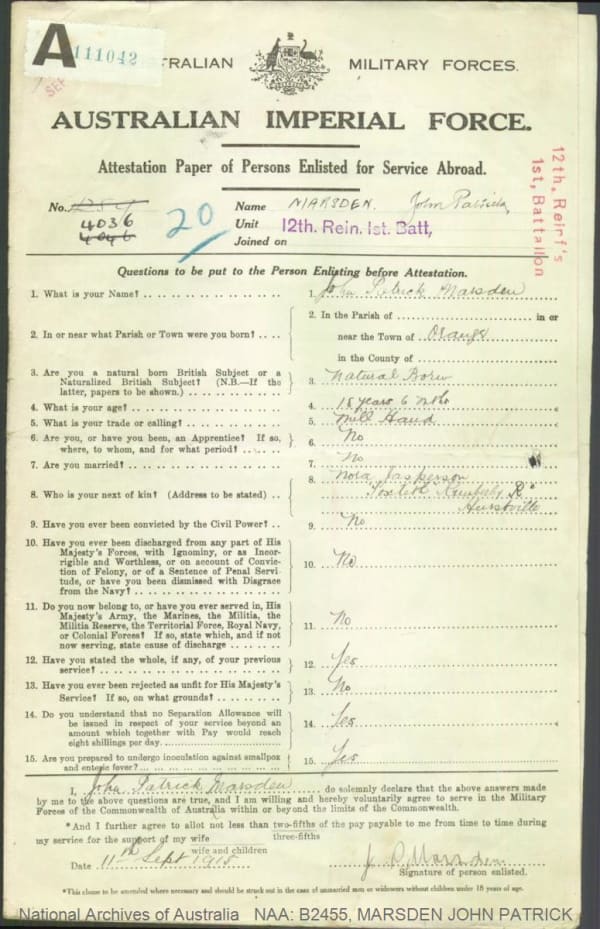 A 111042
SEP
AUSTRALIAN MILITARY FORCES.
AUSTRALIAN IMPERIAL FORCE.
Attestation Paper of Persons Enlisted for Service Abroad.
12th. Reinf's
1st, Battallon
No.
4036
20
Name MARSDEN. John Patrick
Unit 12th. Rein. 1st. Batt,
Joined on
Questions to be put to the Person Enlisting before Attestation.
1. What is your Name? 1. John Patrick Marsden
2. In or near what Parish or Town were you born? 2. In the Parish of in or
near the Town of Orange
in the County of
3. Are you a natural born British Subject or a
Naturalized British Subject? (N.B.—If the
latter, papers to be shown.) 3. Natural Born
4. What is your age? 4. 18 years 6 mths
5. What is your trade or calling? 5. Mill Hand
6. Are you, or have you been, an Apprentice? If so,
where, to whom, and for what period? 6. No
7. Are you married? 7. No
8. Who is your next of kin? (Address to be stated) 8. Nora Jasperson
Hurstville
9. Have you ever been convicted by the Civil Power? 9. No
10. Have you ever been discharged from any part of His
Majesty's Forces, with Ignominy, or as Incor-
rigible and Worthless, or on account of Convic-
tion of Felony, or of a Sentence of Penal Servi-
tude, or have you been dismissed with Disgrace
from the Navy? 10. No
11. Do you now belong to, or have you ever served in, His
Majesty's Army, the Marines, the Militia, the
Militia Reserve, the Territorial Force, Royal Navy,
or Colonial Forces? If so, state which, and if not
now serving, state cause of discharge 11. No
12. Have you stated the whole, if any, of your previous
service? 12. Yes
13. Have you ever been rejected as unfit for His Majesty's
Service? If so, on what grounds? 13. No
14. Do you understand that no Separation Allowance will
be issued in respect of your service beyond an
amount which together with Pay would reach
eight shillings per day. 14. Yes
15. Are you prepared to undergo inoculation against smallpox
and enteric fever? 15. Yes
I, John Patrick Marsden do solemnly declare that the above answers made
by me to the above questions are true, and I am willing and hereby voluntarily agree to serve in the Military
Forces of the Commonwealth of Australia within or beyond the limits of the Commonwealth.
*And I further agree to allot not less than two-fifths of the pay payable to me from time to time during
three-fifths
my service for the support of my wife
wife and children
Date 11th Sept 1915 J. P. Marsden
Signature of person enlisted.
*This clause to be amended where necessary and should be struck out in the case of unmarried men or widowers without children under 18 years of age.
National Archives of Australia NAA: B2455, MARSDEN JOHN PATRICK